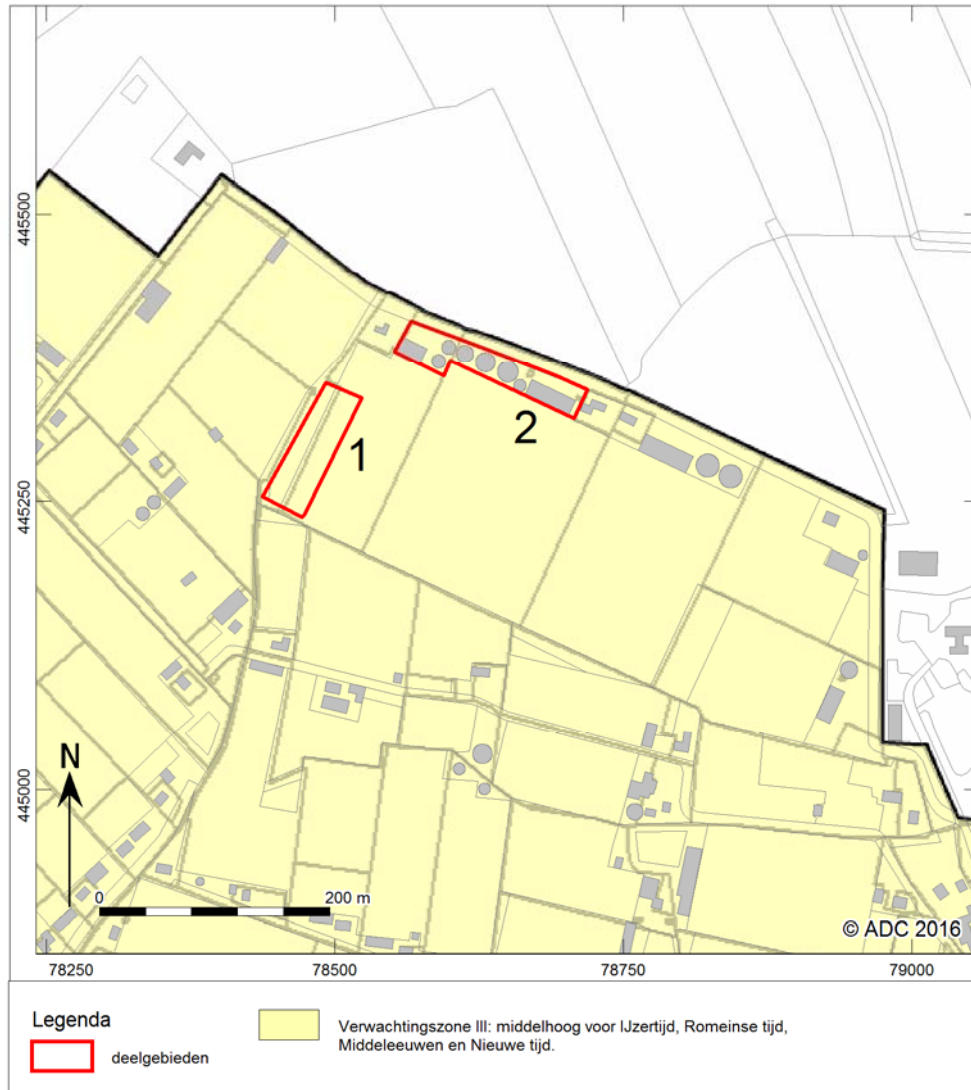 445500
445250
445000
1
2
N
0
200 m
© ADC 2016
78250
78500
78750
79000
Legenda
deelgebieden
Verwachtingszone III: middelhoog voor IJzertijd, Romeinse tijd,
Middeleeuwen en Nieuwe tijd.